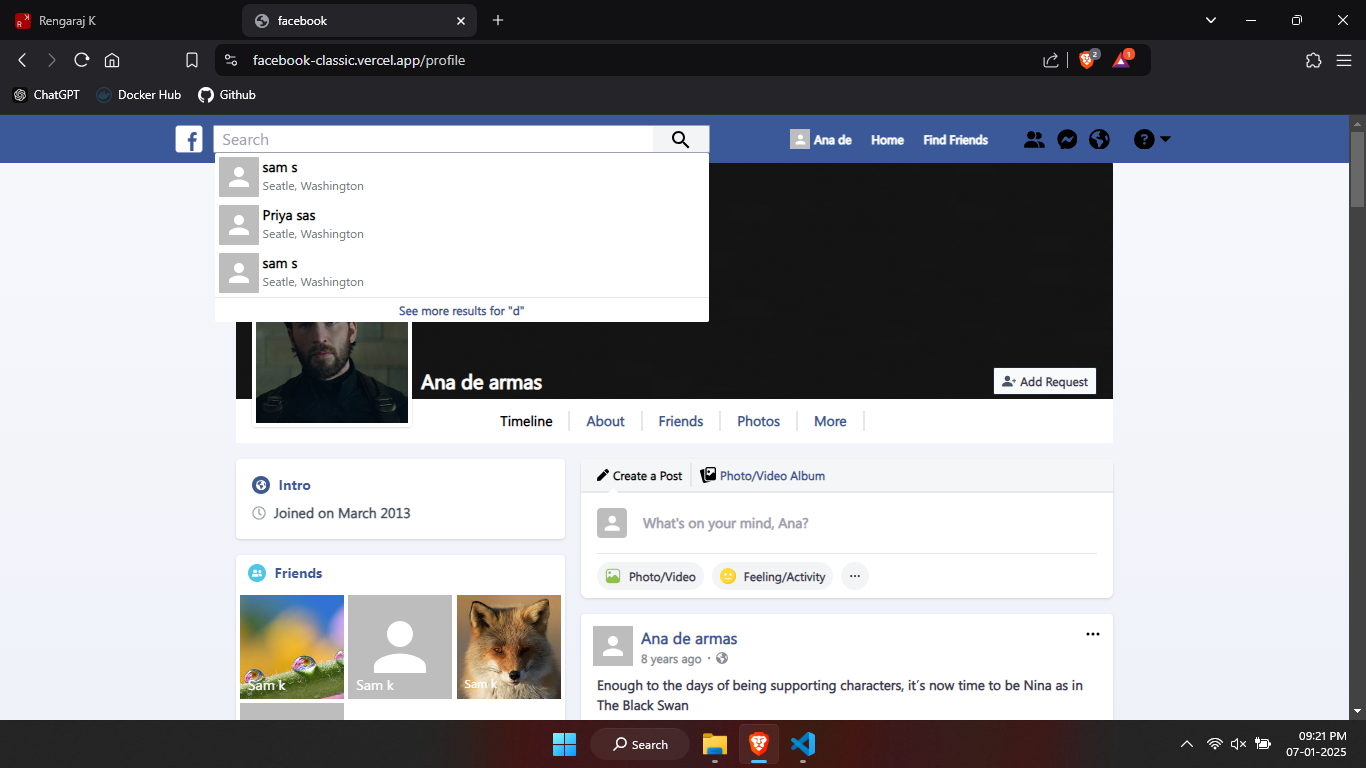 Rengaraj K
facebook
facebook-classic.vercel.app/profile
2
1
ChatGPT
Docker Hub
Github
Search
Ana de
Home
Find Friends
sam s
Seatle, Washington
Priya sas
Seatle, Washington
sam s
Seatle, Washington
See more results for "d"
Ana de armas
Add Request
Timeline
About
Friends
Photos
More
Intro
Joined on March 2013
Friends
Sam k
Sam k
Sam k
Create a Post
Photo/Video Album
What's on your mind, Ana?
Photo/Video
Feeling/Activity
Ana de armas
8 years ago ·
Enough to the days of being supporting characters, it´s now time to be Nina as in
The Black Swan
Search
09:21 PM
07-01-2025